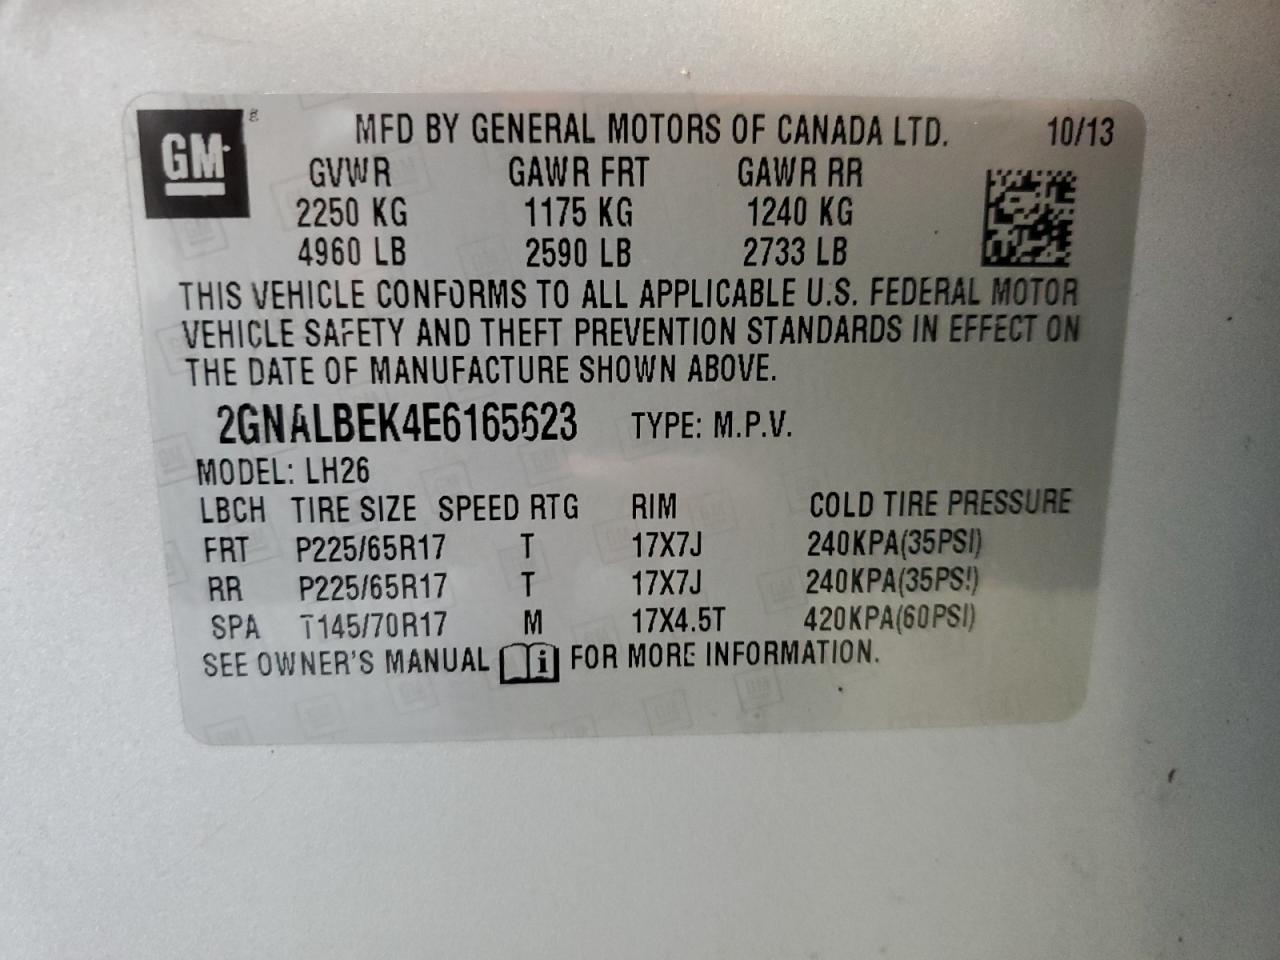 GM
MFD BY GENERAL MOTORS OF CANADA LTD. 10/13
GVWR GAWR FRT GAWR RR
2250 KG 1175 KG 1240 KG
4960 LB 2590 LB 2733 LB
THIS VEHICLE CONFORMS TO ALL APPLICABLE U.S. FEDERAL MOTOR
VEHICLE SAFETY AND THEFT PREVENTION STANDARDS IN EFFECT ON
THE DATE OF MANUFACTURE SHOWN ABOVE.
2GNALBEK4E6165623 TYPE: M.P.V.
MODEL: LH26
LBCH TIRE SIZE SPEED RTG RIM COLD TIRE PRESSURE
FRT P225/65R17 T 17X7J 240KPA(35PSI)
RR P225/65R17 T 17X7J 240KPA(35PSI)
SPA T145/70R17 M 17X4.5T 420KPA(60PSI)
SEE OWNER'S MANUAL i FOR MORE INFORMATION.